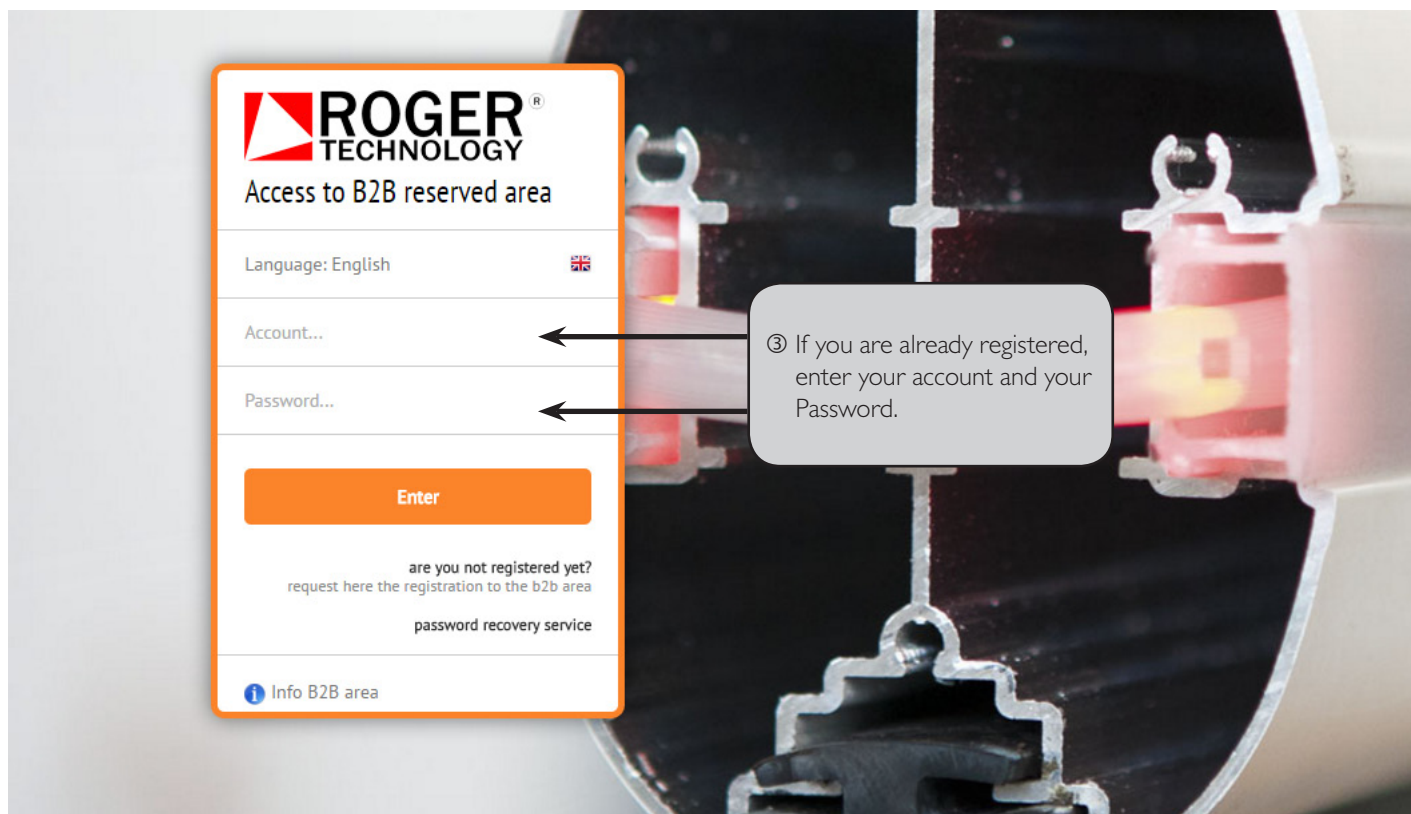 ROGER ®
TECHNOLOGY
Access to B2B reserved area
Language: English
Account...
Password...
Enter
are you not registered yet?
request here the registration to the b2b area
password recovery service
i Info B2B area
③ If you are already registered,
enter your account and your
Password.